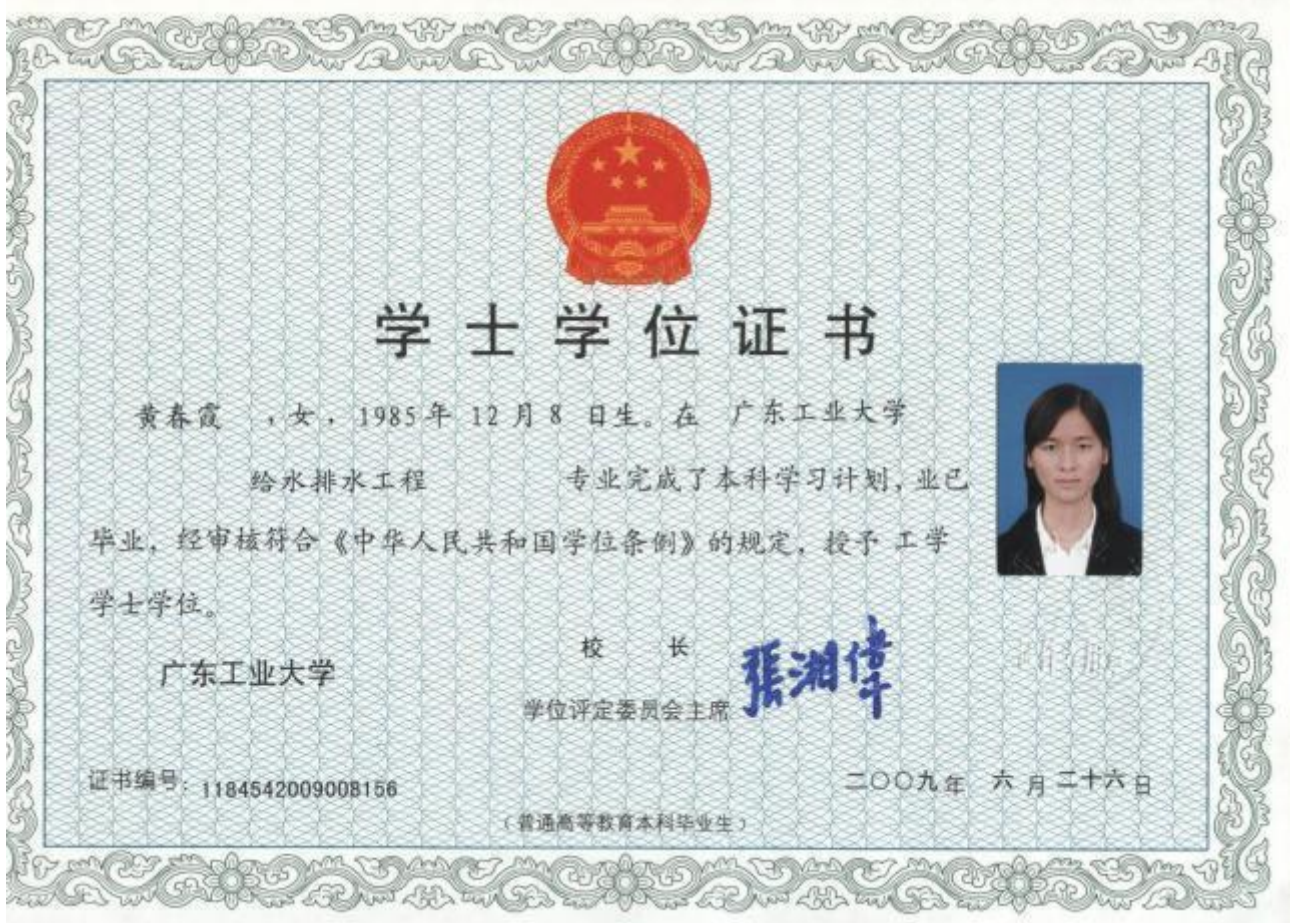 学士学位证书
黄春霞 ,女,1985年 12月 8 日生。在 广东工业大学
给水排水工程 专业完成了本科学习计划,业已
毕业,经审核符合《中华人民共和国学位条例》的规定,授予 工学
学士学位。
广东工业大学
校 长
張湘偉
学位评定委员会主席
证书编号:1184542009008156
二〇〇九年 六月二十六日
(普通高等教育本科毕业生)